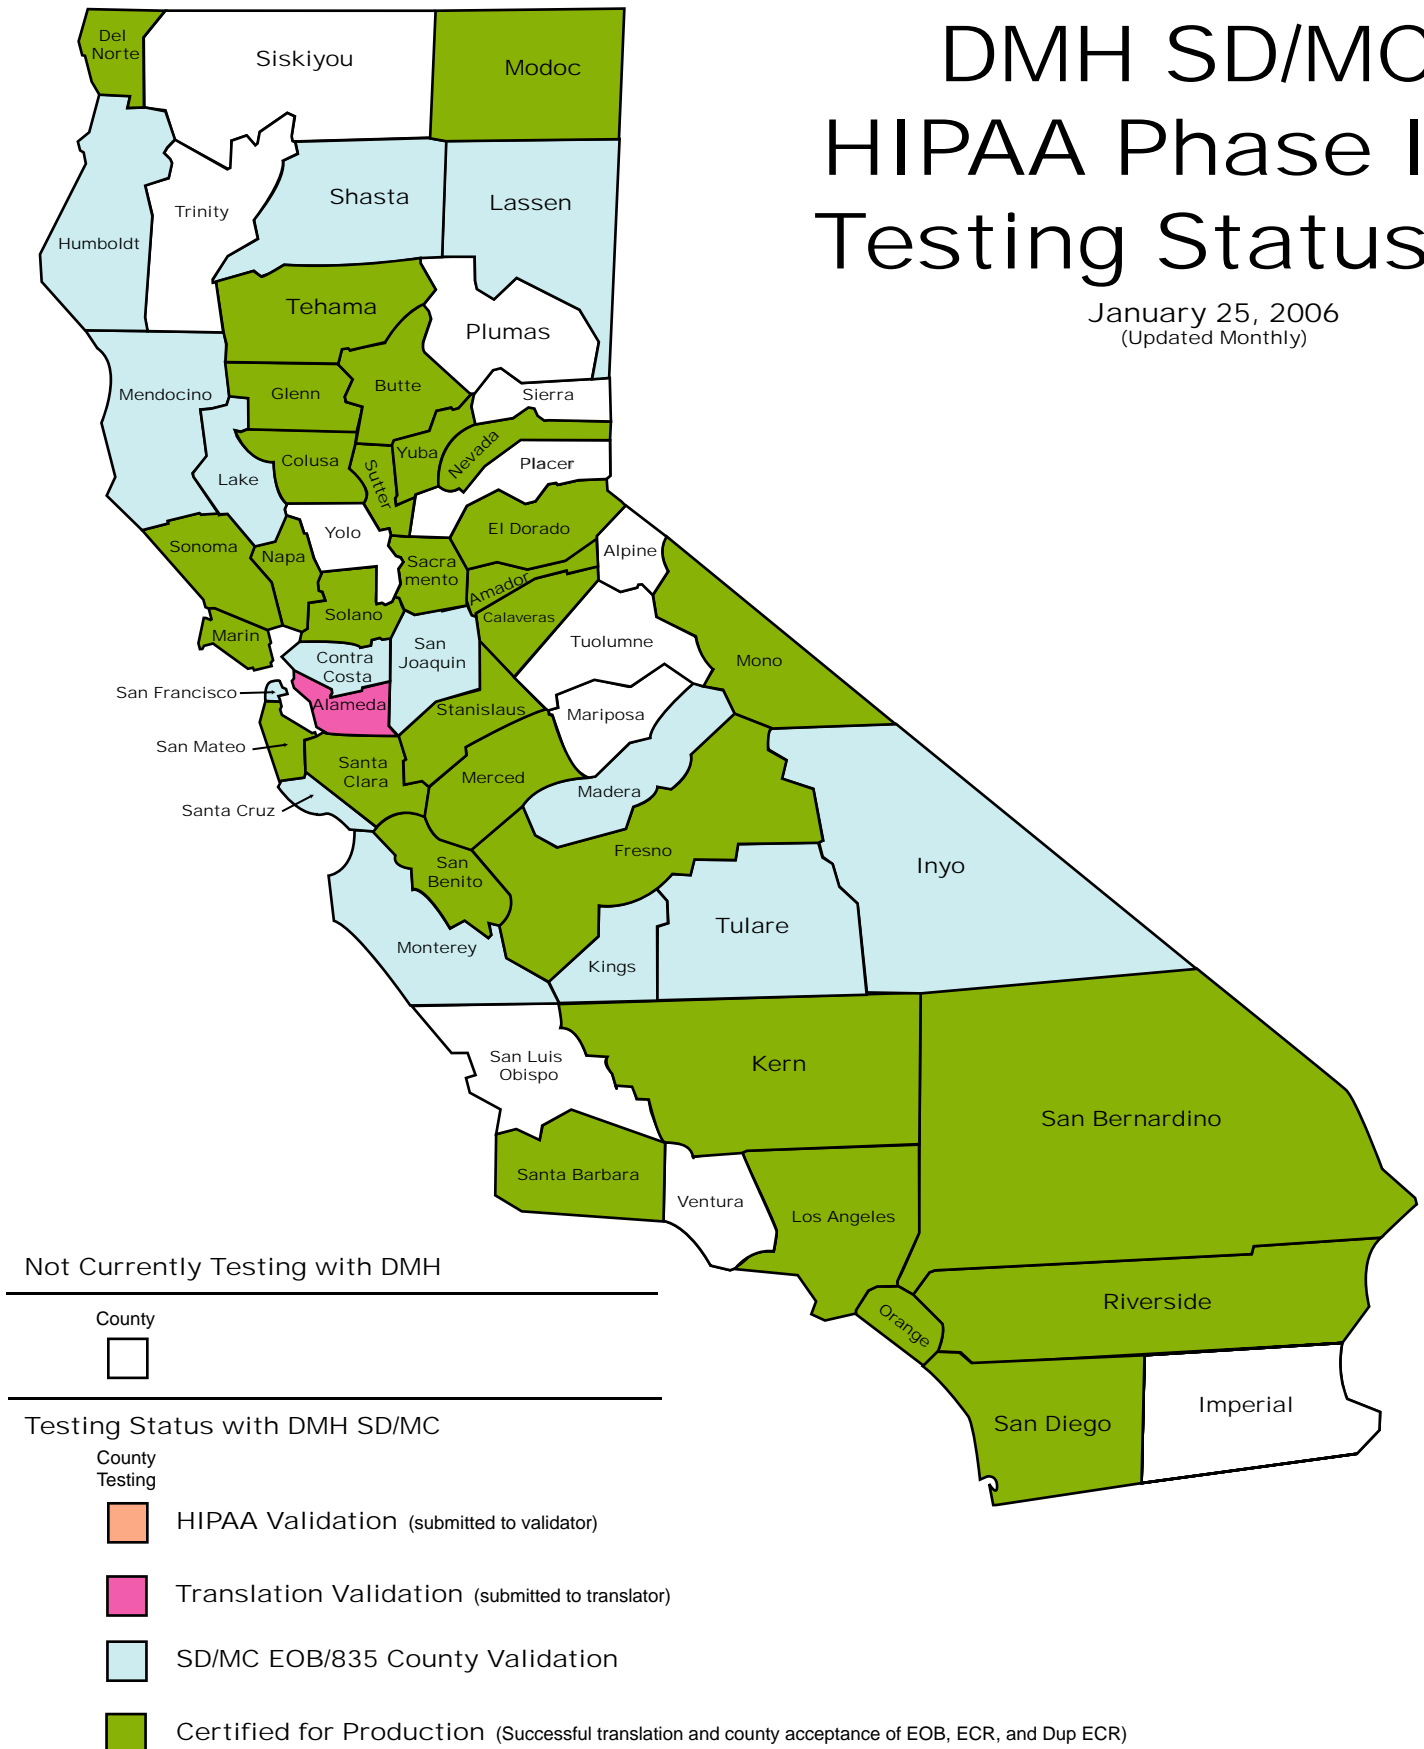 DMH SD/MC
HIPAA Phase I
Testing Status
January 25, 2006
(Updated Monthly)
Del
Norte
Siskiyou
Modoc
Shasta
Lassen
Trinity
Humboldt
Tehama
Plumas
Mendocino
Glenn
Butte
Sierra
Lake
Colusa
Sutter
Yuba
Nevada
Placer
Sonoma
Napa
Yolo
El Dorado
Sacra
mento
Amador
Alpine
Marin
Solano
Calaveras
Tuolumne
Mono
Contra
Costa
San
Joaquin
San Francisco
Alameda
Stanislaus
Mariposa
San Mateo
Santa
Clara
Merced
Madera
Santa Cruz
San
Benito
Fresno
Inyo
Monterey
Kings
Tulare
San Luis
Obispo
Kern
San Bernardino
Santa Barbara
Ventura
Los Angeles
Orange
Riverside
San Diego
Imperial
Not Currently Testing with DMH
County
Testing Status with DMH SD/MC
County
Testing
HIPAA Validation (submitted to validator)
Translation Validation (submitted to translator)
SD/MC EOB/835 County Validation
Certified for Production (Successful translation and county acceptance of EOB, ECR, and Dup ECR)